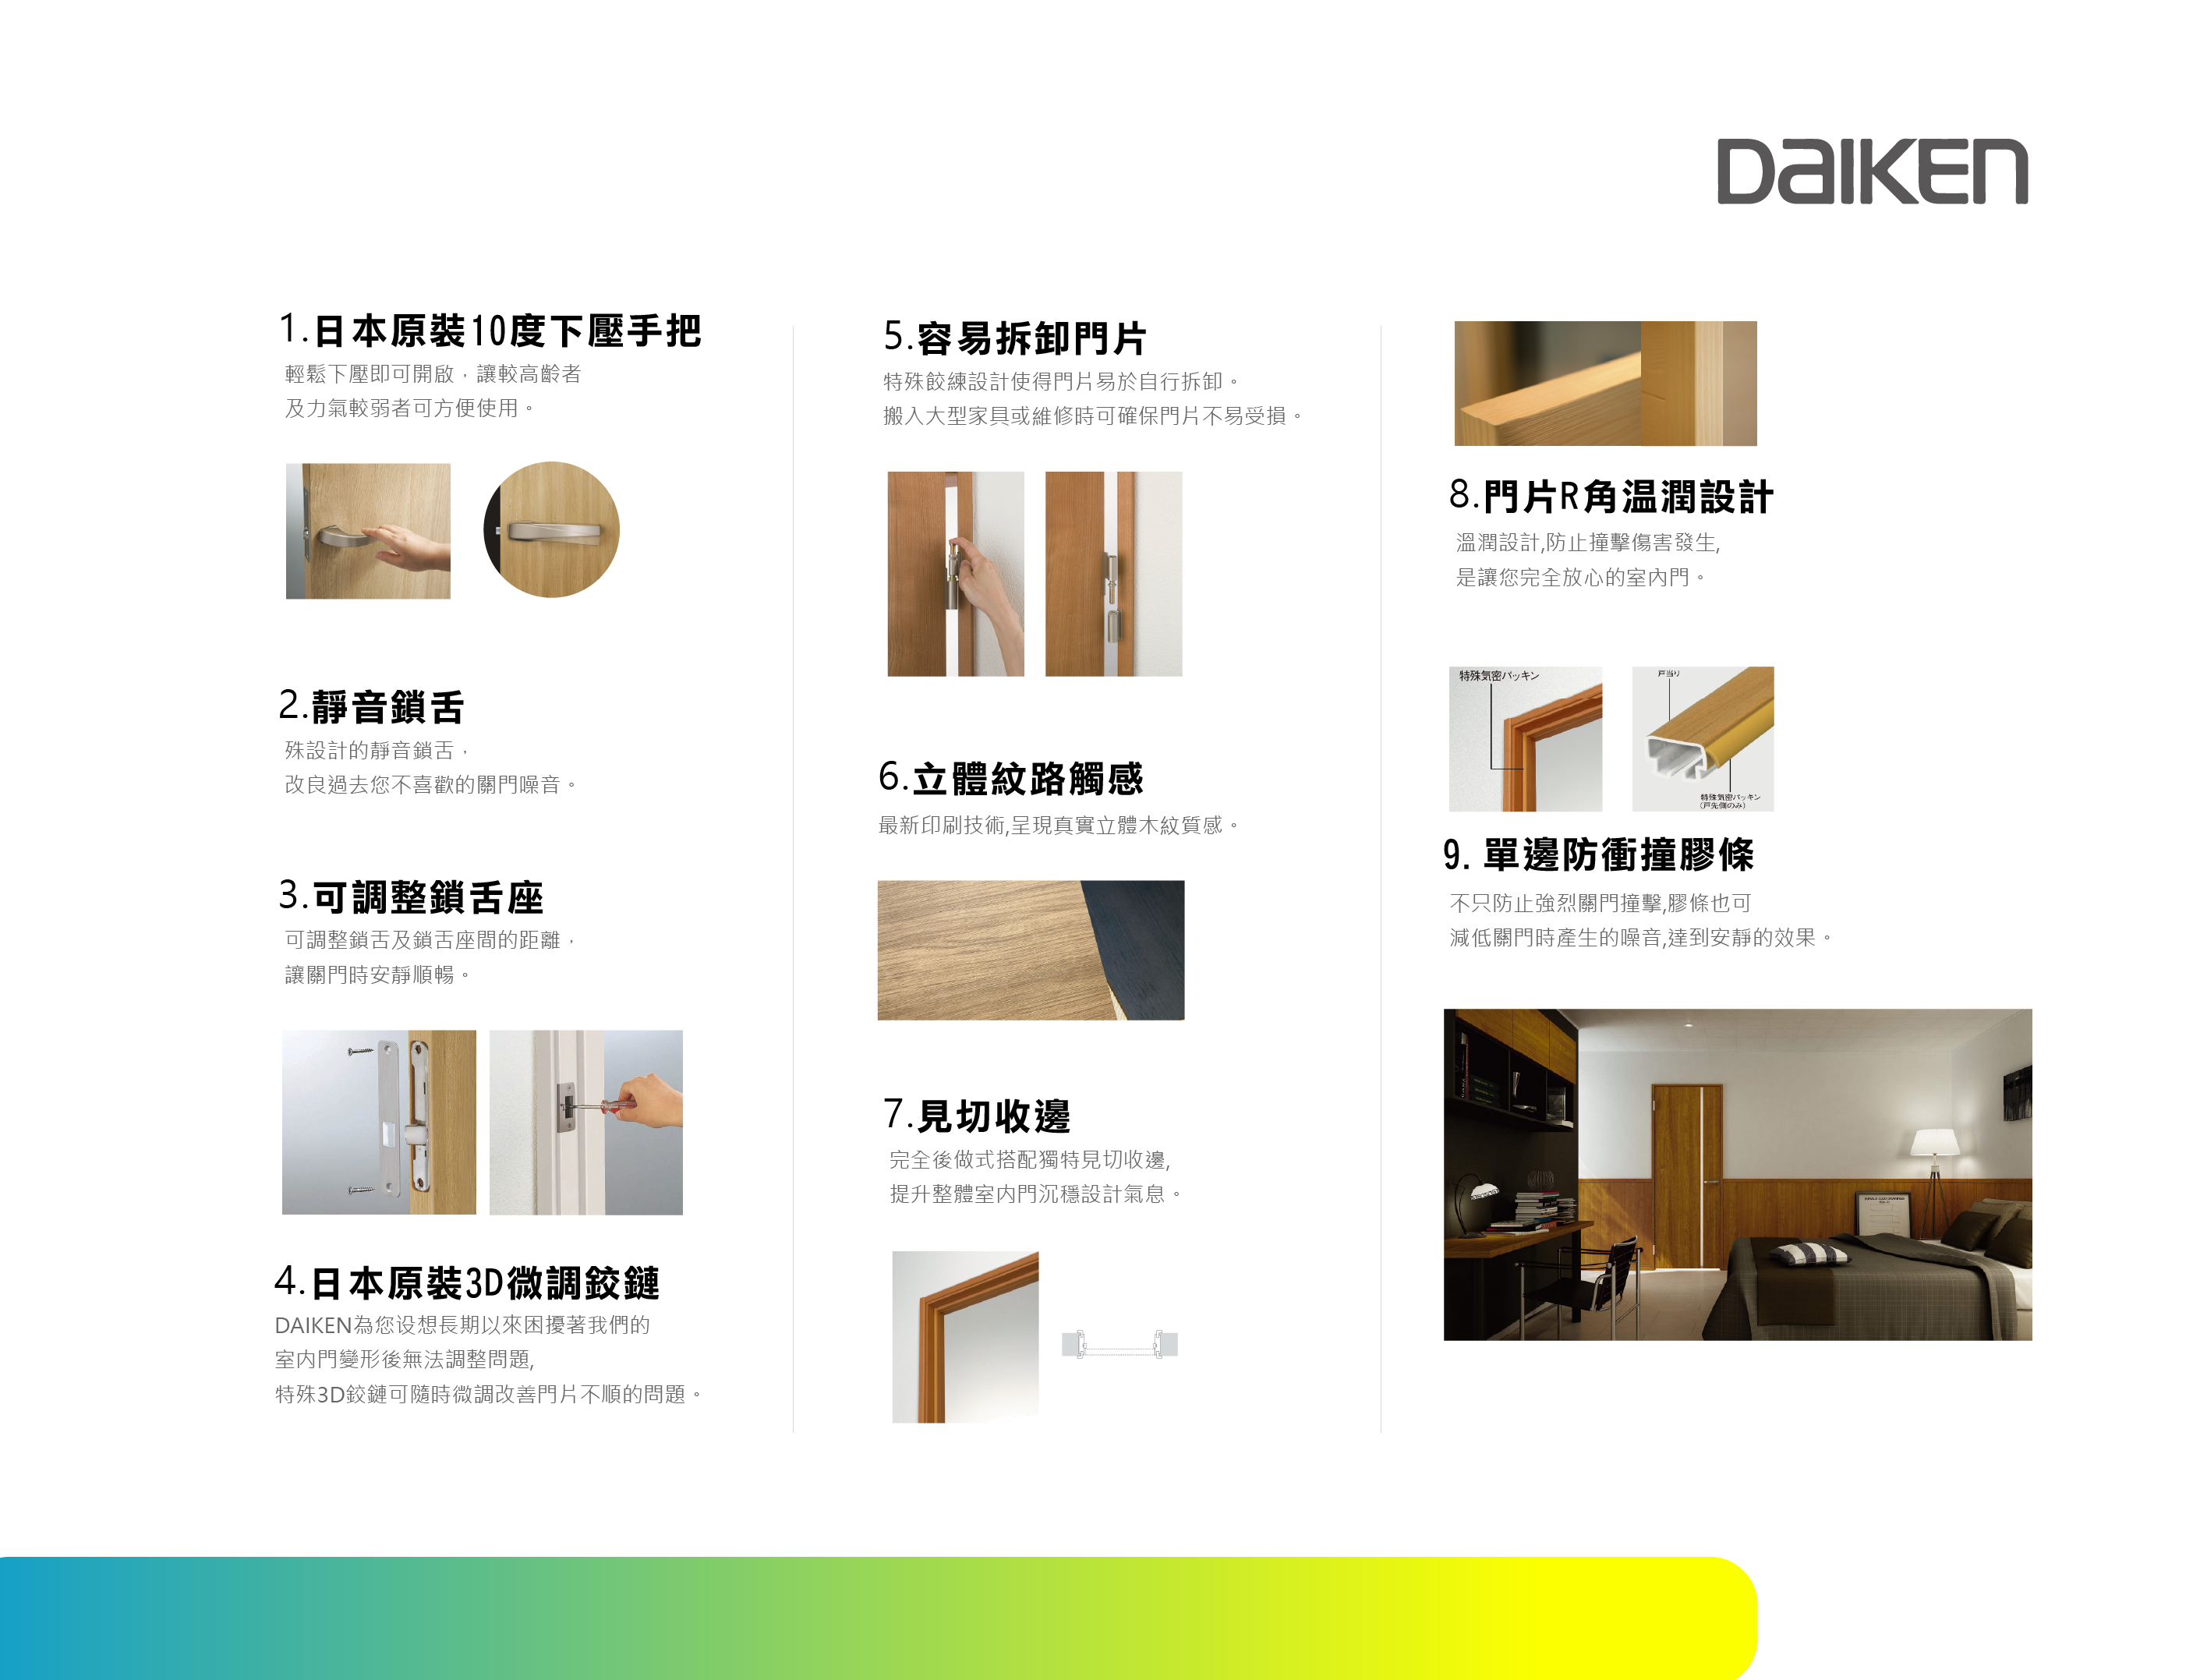 DAIKEN
1.日本原裝10度下壓手把
輕鬆下壓即可開啟，讓較高齡者
及力氣較弱者可方便使用。
2.靜音鎖舌
殊設計的靜音鎖舌，
改良過去您不喜歡的關門噪音。
3.可調整鎖舌座
可調整鎖舌及鎖舌座間的距離，
讓關門時安靜順暢。
4.日本原裝3D微調鉸鏈
DAIKEN為您设想長期以來困擾著我們的
室内門變形後無法調整問題,
特殊3D鉸鏈可隨時微調改善門片不順的問題。
5.容易拆卸門片
特殊餃練設計使得門片易於自行拆卸。
搬入大型家具或維修時可確保門片不易受損。
6.立體紋路觸感
最新印刷技術,呈現真實立體木紋質感。
7.見切收邊
完全後做式搭配獨特見切收邊,
提升整體室内門沉穩設計氣息。
8.門片R角温潤設計
溫潤設計,防止撞擊傷害發生,
是讓您完全放心的室內門。
特殊気密パッキン
戸当り
特殊気密パッキン
(戸先側のみ)
9.單邊防衝撞膠條
不只防止強烈關門撞擊,膠條也可
減低關門時產生的噪音,達到安靜的效果。